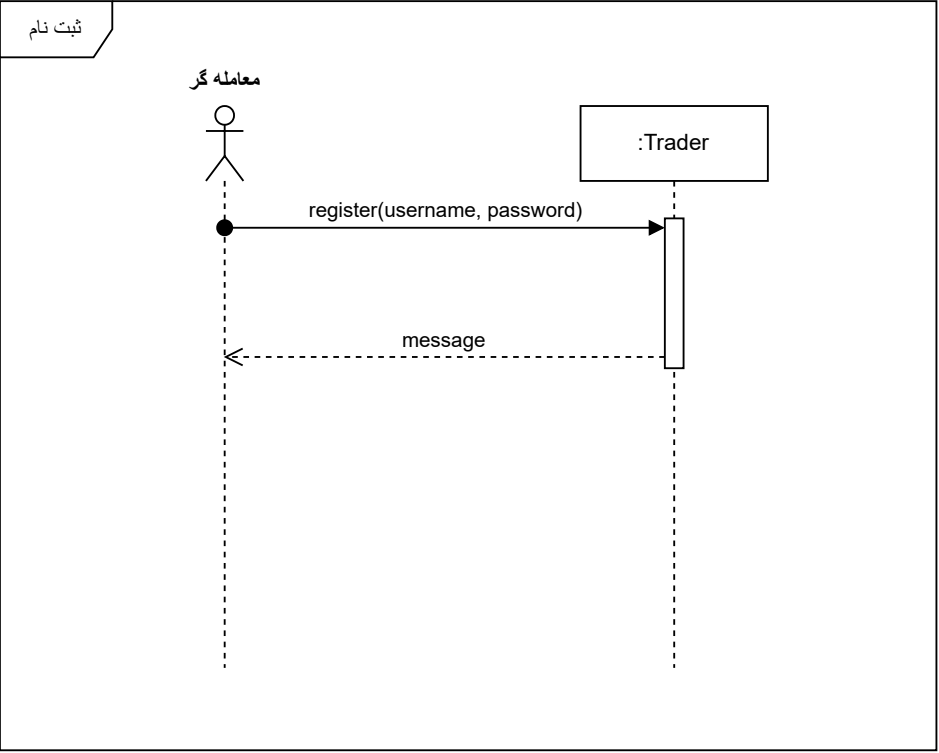 ثبت نام
معامله گر
:Trader
register(username, password)
message